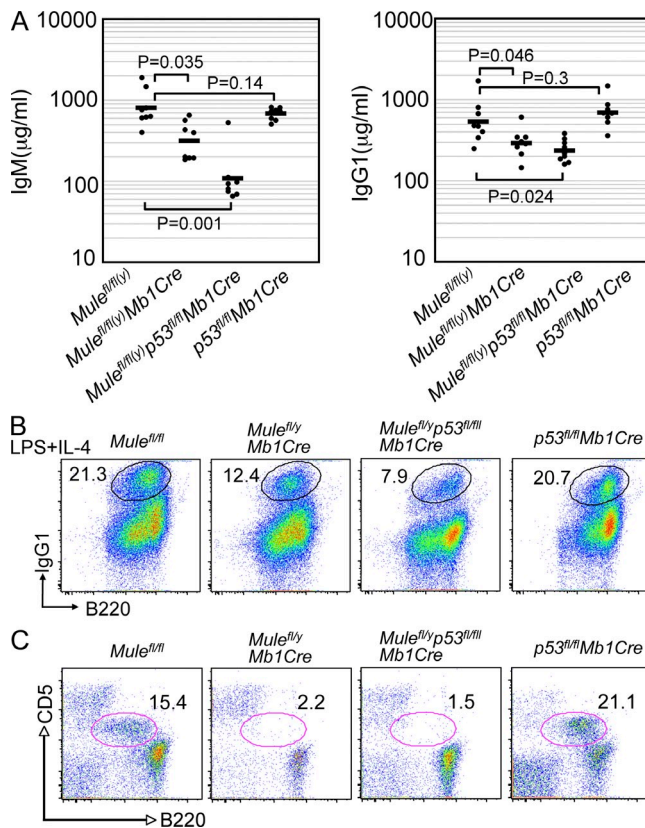 A
10000
1000
100
10
IgM(µg/ml)
P=0.035
P=0.14
P=0.001
Mule fl/fl(y)
Mule fl/fl(y) Mb1Cre
Mule fl/fl(y) p53 fl/fl Mb1Cre
p53 fl/fl Mb1Cre
10000
1000
100
10
IgG1(µg/ml)
P=0.046
P=0.3
P=0.024
Mule fl/fl(y)
Mule fl/fl(y) Mb1Cre
Mule fl/fl(y) p53 fl/fl Mb1Cre
p53 fl/fl Mb1Cre
B
LPS+IL-4
Mule fl/fl
Mule fl/y
Mb1Cre
Mule fl/y p53 fl/fll
Mb1Cre
p53 fl/fl Mb1Cre
21.3
12.4
7.9
20.7
IgG1
B220
C
Mule fl/fl
Mule fl/y
Mb1Cre
Mule fl/y p53 fl/fll
Mb1Cre
p53 fl/fl Mb1Cre
15.4
2.2
1.5
21.1
CD5
B220